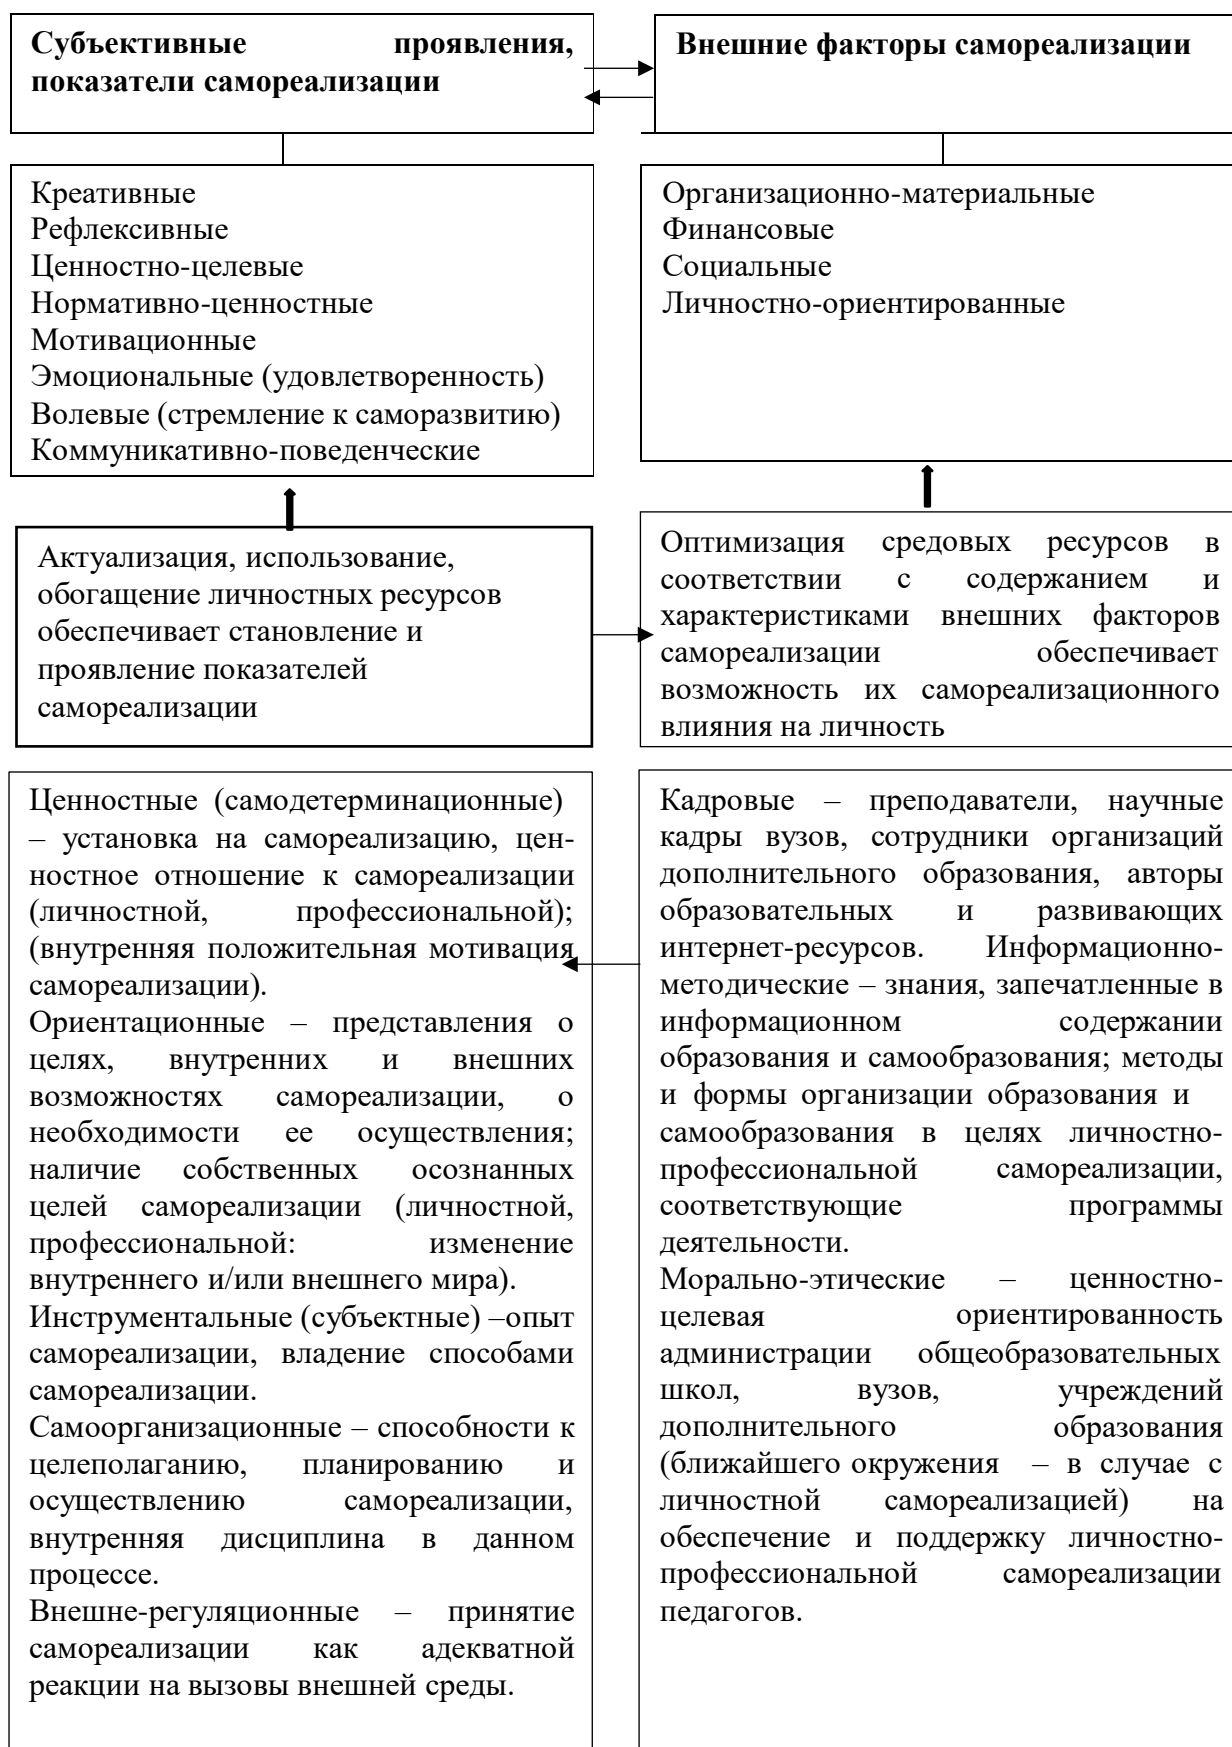 Субъективные проявления,
показатели самореализации
Внешние факторы самореализации
Креативные
Рефлексивные
Ценностно-целевые
Нормативно-ценностные
Мотивационные
Эмоциональные (удовлетворенность)
Волевые (стремление к саморазвитию)
Коммуникативно-поведенческие
Организационно-материальные
Финансовые
Социальные
Личностно-ориентированные
Актуализация, использование,
обогащение личностных ресурсов
обеспечивает становление и
проявление показателей
самореализации
Оптимизация средовых ресурсов в
соответствии с содержанием и
характеристиками внешних факторов
самореализации обеспечивает
возможность их самореализационного
влияния на личность
Ценностные (самодетерминационные)
– установка на самореализацию, цен-
ностное отношение к самореализации
(личностной, профессиональной);
(внутренняя положительная мотивация
самореализации).
Ориентационные – представления о
целях, внутренних и внешних
возможностях самореализации, о
необходимости ее осуществления;
наличие собственных осознанных
целей самореализации (личностной,
профессиональной: изменение
внутреннего и/или внешнего мира).
Инструментальные (субъектные) –опыт
самореализации, владение способами
самореализации.
Самоорганизационные – способности к
целеполаганию, планированию и
осуществлению самореализации,
внутренняя дисциплина в данном
процессе.
Внешне-регуляционные – принятие
самореализации как адекватной
реакции на вызовы внешней среды.
Кадровые – преподаватели, научные
кадры вузов, сотрудники организаций
дополнительного образования, авторы
образовательных и развивающих
интернет-ресурсов. Информационно-
методические – знания, запечатленные в
информационном содержании
образования и самообразования; методы
и формы организации образования и
самообразования в целях личностно-
профессиональной самореализации,
соответствующие программы
деятельности.
Морально-этические – ценностно-
целевая ориентированность
администрации общеобразовательных
школ, вузов, учреждений
дополнительного образования
(ближайшего окружения – в случае с
личностной самореализацией) на
обеспечение и поддержку личностно-
профессиональной самореализации
педагогов.